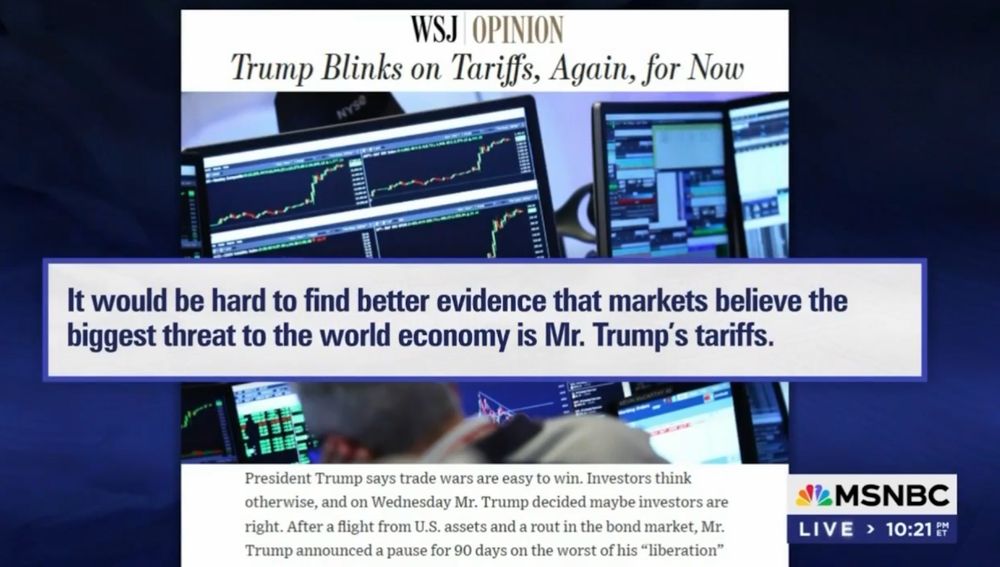 WSJ OPINION
Trump Blinks on Tariffs, Again, for Now
NYSE
It would be hard to find better evidence that markets believe the
biggest threat to the world economy is Mr. Trump's tariffs.
President Trump says trade wars are easy to win. Investors think
otherwise, and on Wednesday Mr. Trump decided maybe investors are
right. After a flight from U.S. assets and a rout in the bond market, Mr.
Trump announced a pause for 90 days on the worst of his “liberation”
MSNBC
LIVE > 10:21 PM ET